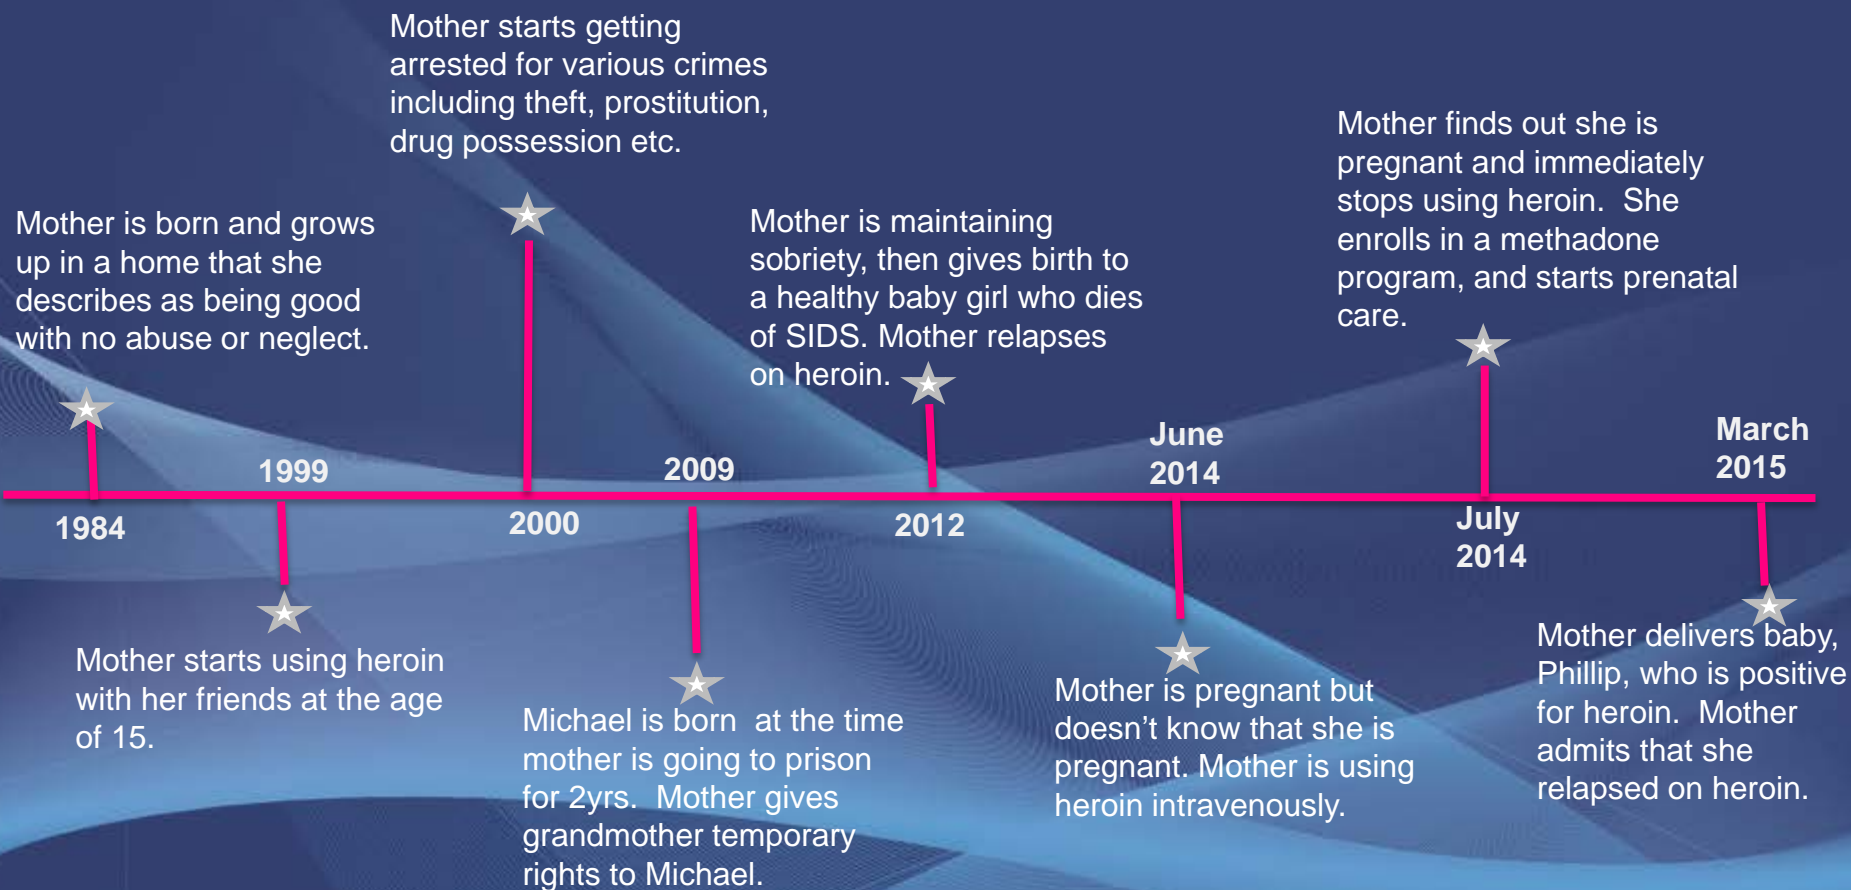 Mother is born and grows
up in a home that she
describes as being good
with no abuse or neglect.
1984
1999
Mother starts using heroin
with her friends at the age
of 15.
Mother starts getting
arrested for various crimes
including theft, prostitution,
drug possession etc.
2000
2009
Michael is born at the time
mother is going to prison
for 2yrs. Mother gives
grandmother temporary
rights to Michael.
Mother is maintaining
sobriety, then gives birth to
a healthy baby girl who dies
of SIDS. Mother relapses
on heroin.
2012
June
2014
Mother is pregnant but
doesn’t know that she is
pregnant. Mother is using
heroin intravenously.
Mother finds out she is
pregnant and immediately
stops using heroin. She
enrolls in a methadone
program, and starts prenatal
care.
July
2014
March
2015
Mother delivers baby,
Phillip, who is positive
for heroin. Mother
admits that she
relapsed on heroin.